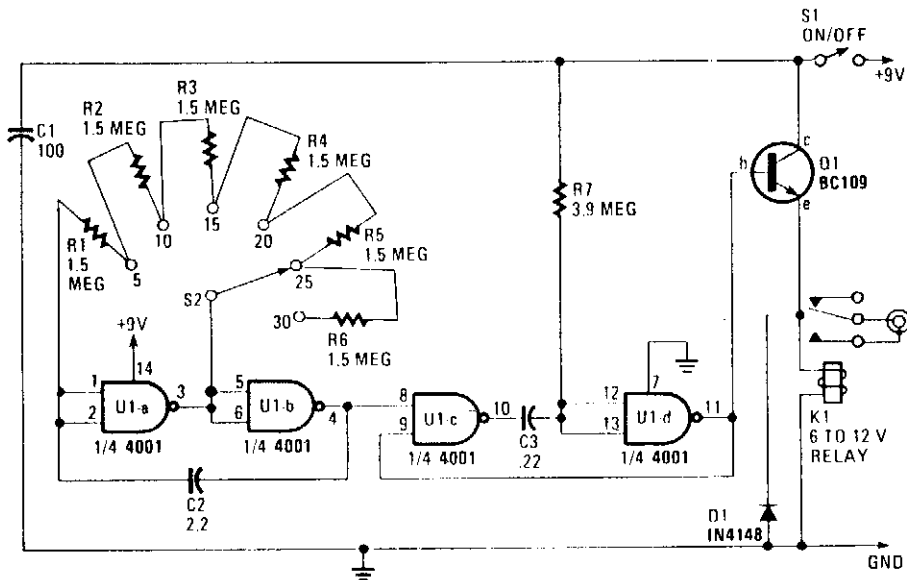 S1
ON/OFF
+9V
C1
100
R2
1.5 MEG
R3
1.5 MEG
R4
1.5 MEG
R1
1.5
MEG
5
10
15
20
R5
1.5 MEG
25
S2
30
R6
1.5 MEG
R7
3.9 MEG
c
b
e
Q1
BC109
+9V
14
1
2
U1-a
3
1/4 4001
5
6
U1-b
4
1/4 4001
8
9
U1-c
10
1/4 4001
C3
.22
7
12
13
U1-d
11
1/4 4001
C2
2.2
K1
6 TO 12 V
RELAY
D1
IN4148
GND